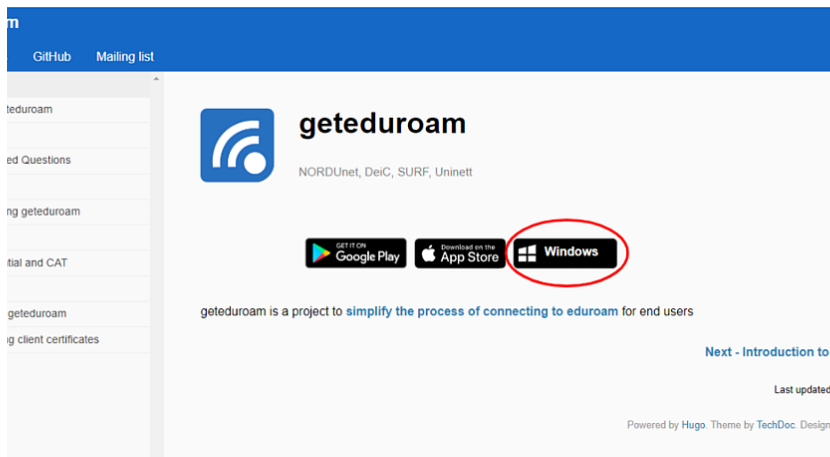 m
GitHub Mailing list
teduroam
ed Questions
ng geteduroam
tial and CAT
geteduroam
ng client certificates
geteduroam
NORDUnet, DeiC, SURF, Uninett
GET IT ON
Google Play
Download on the
App Store
Windows
geteduroam is a project to simplify the process of connecting to eduroam for end users
Next - Introduction to
Last updated
Powered by Hugo. Theme by TechDoc. Design